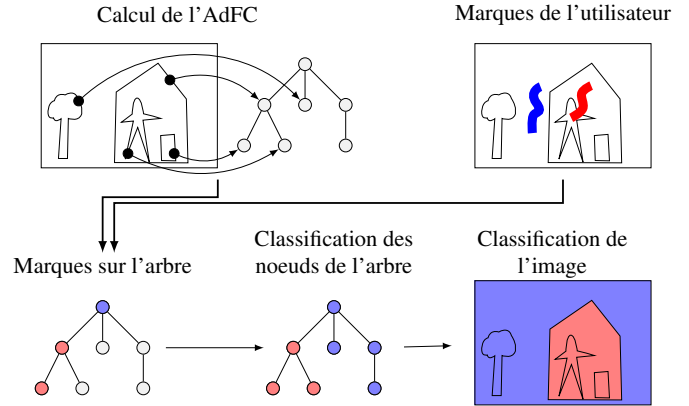 Calcul de l'AdFC
Marques de l'utilisateur
Marques sur l'arbre
Classification des
noeuds de l'arbre
Classification de
l'image